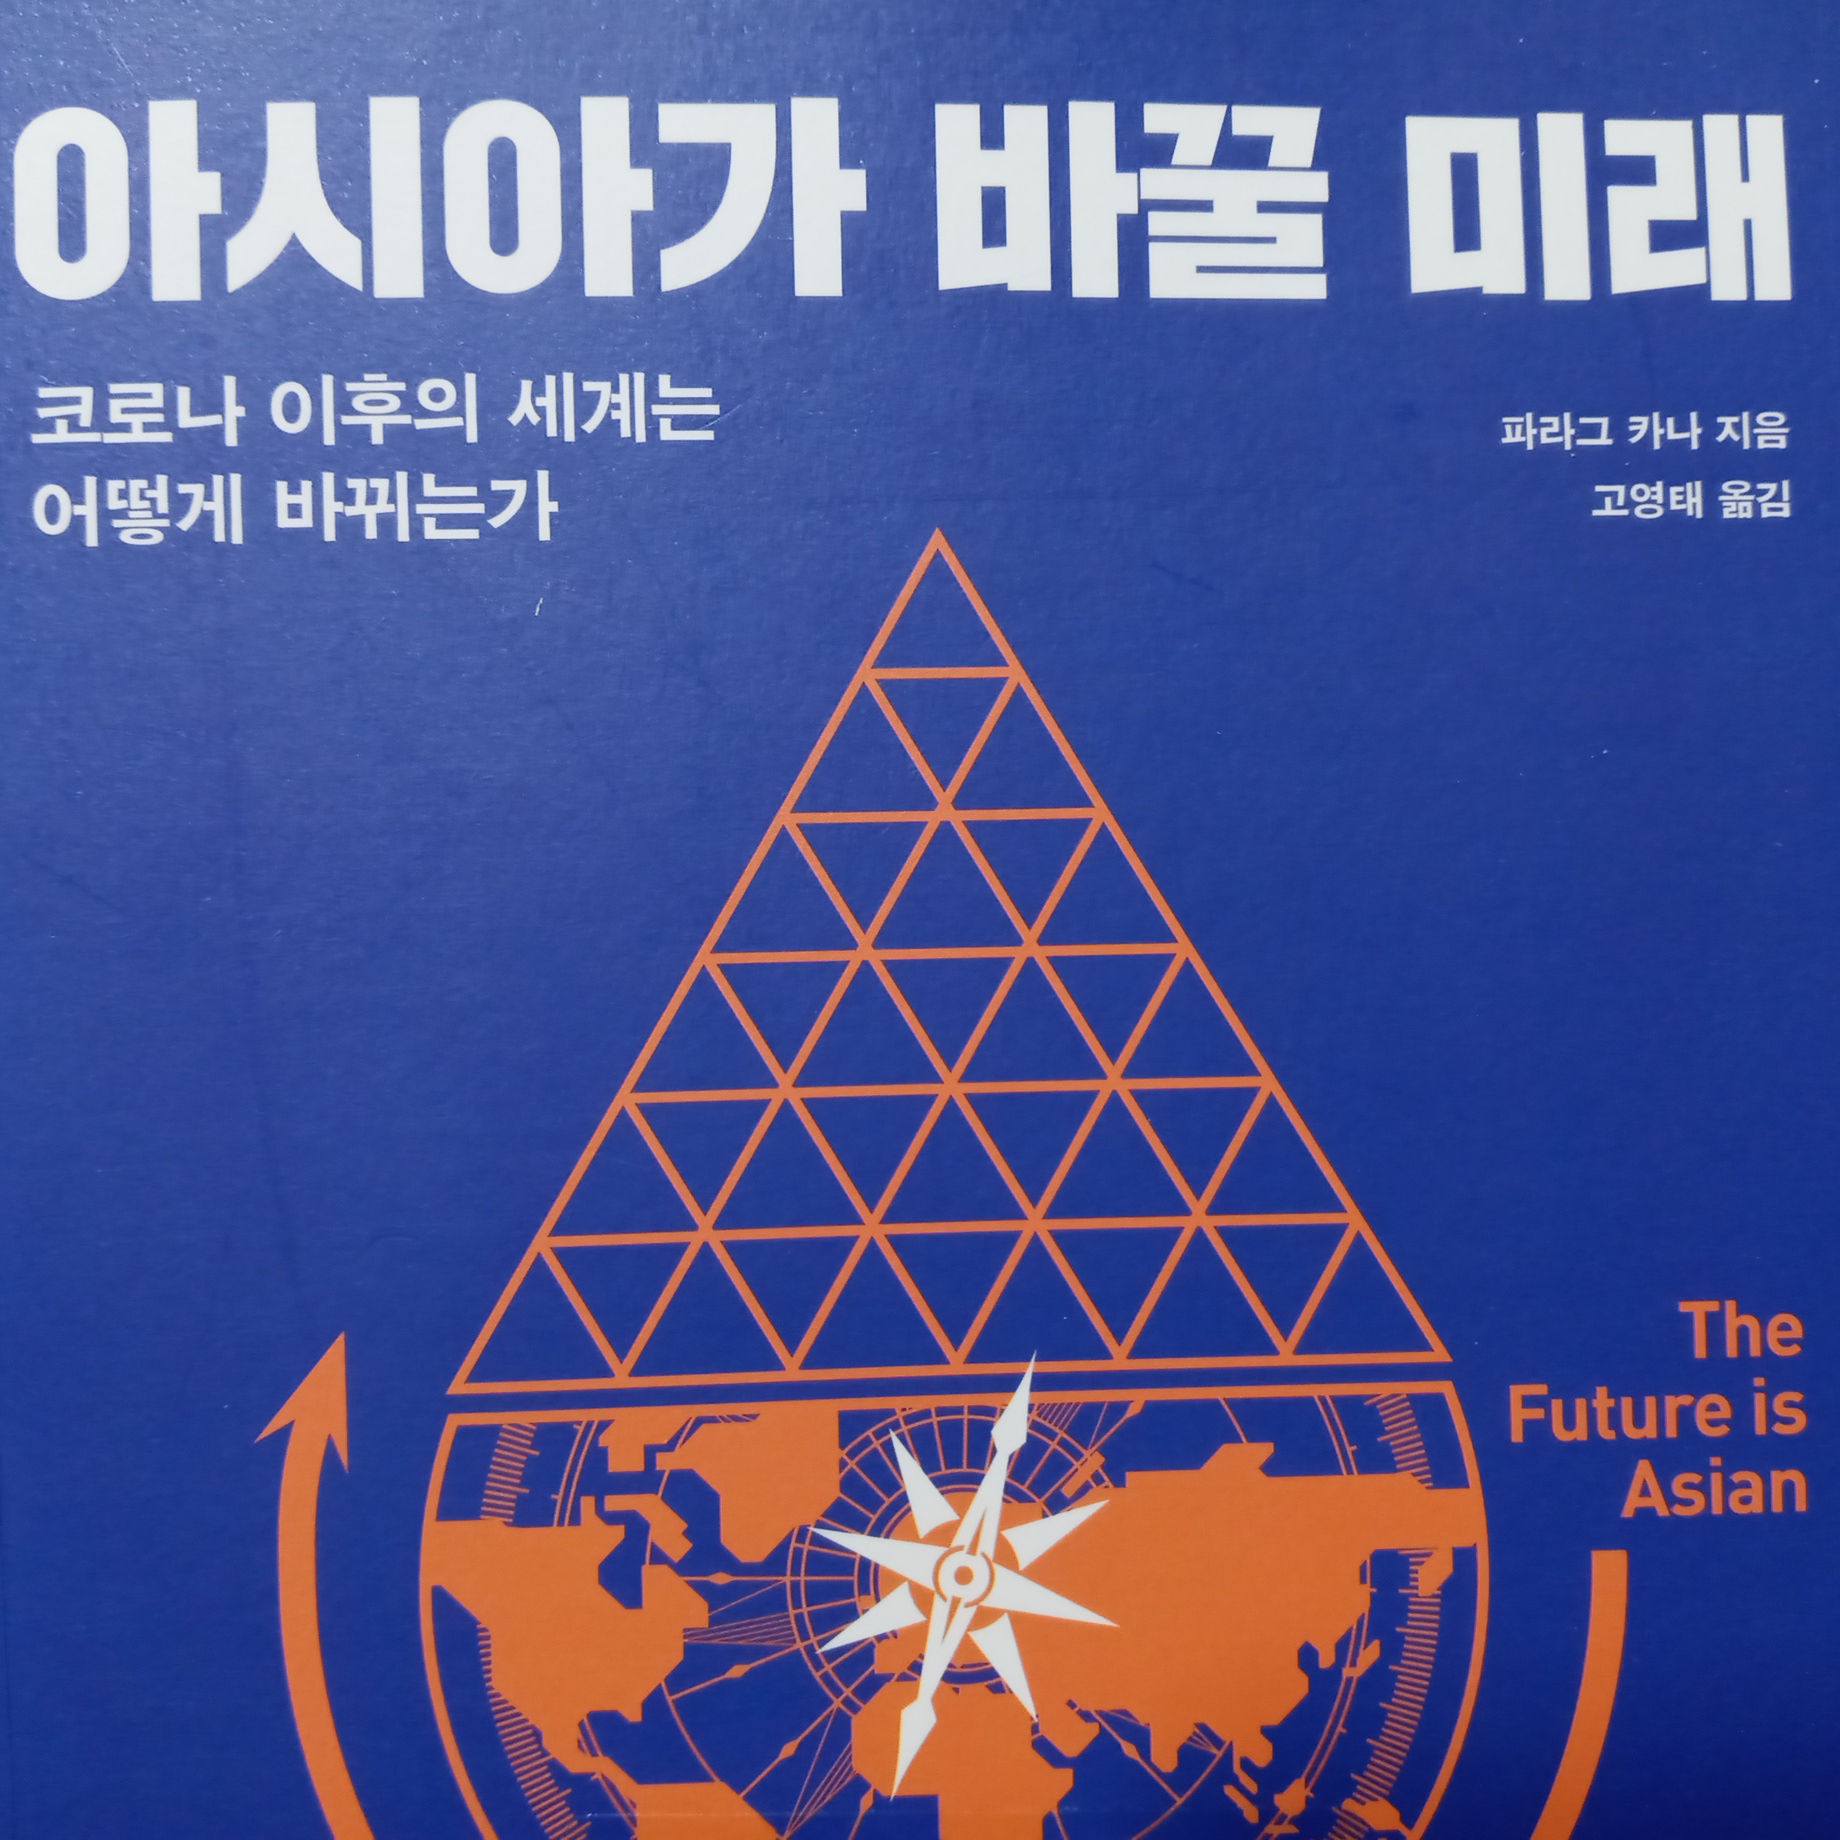 아시아가 바꿀 미래
코로나 이후의 세계는
어떻게 바뀌는가
파라그 카나 지음
고영태 옮김
The
Future is
Asian